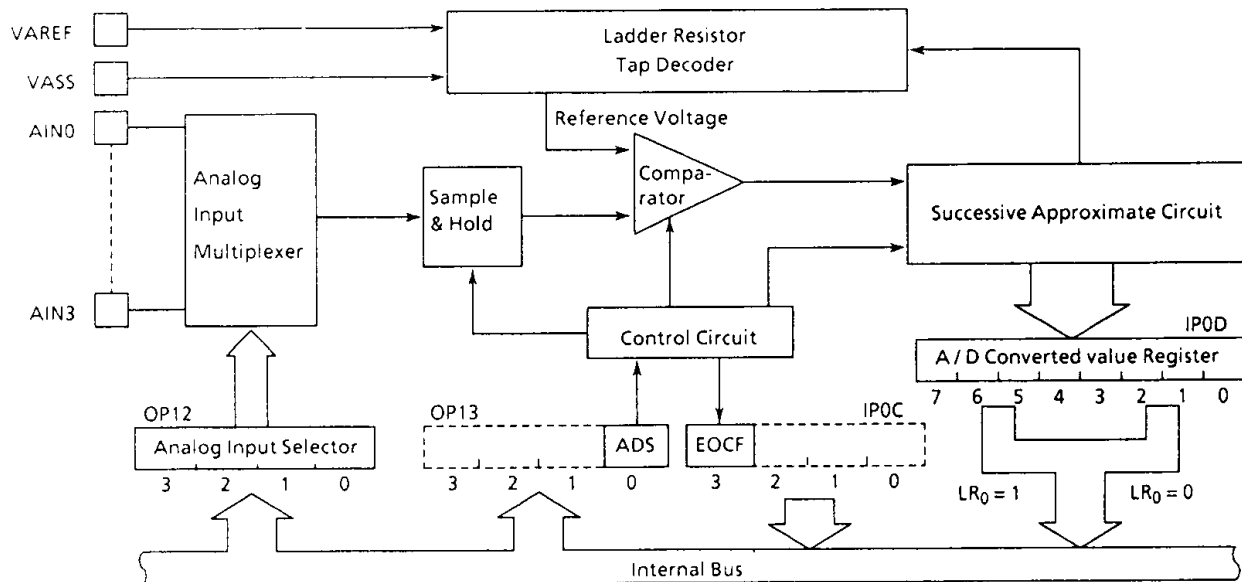 VAREF
Ladder Resistor
Tap Decoder
VASS
AIN0
Reference Voltage
Analog
Input
Multiplexer
Sample
& Hold
Compa-
rator
Successive Approximate Circuit
AIN3
Control Circuit
IP0D
A / D Converted value Register
7 6 5 4 3 2 1 0
OP12
Analog Input Selector
3 2 1 0
OP13
ADS
3 2 1 0
IP0C
EOCF
3 2 1 0
LR0 = 1
LR0 = 0
Internal Bus